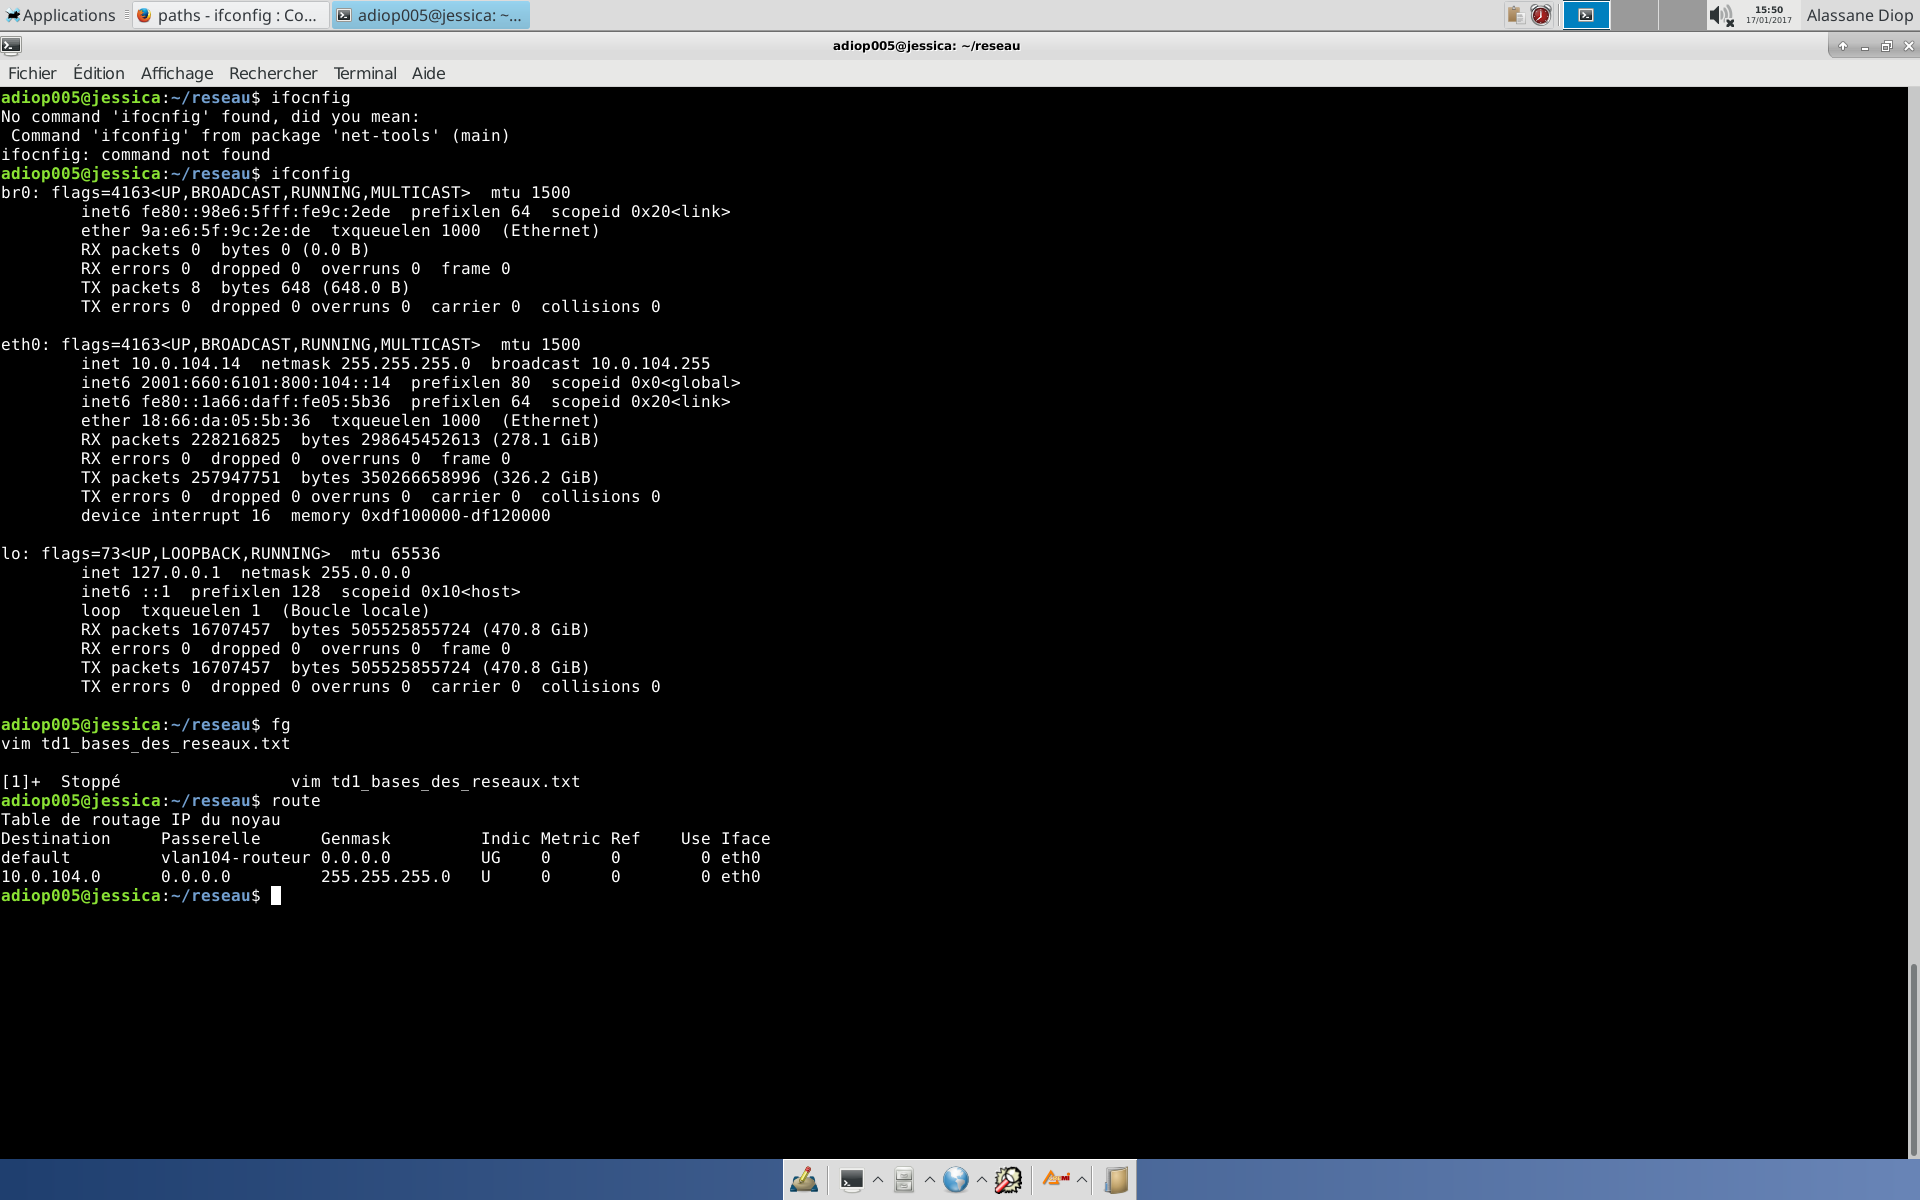 Applications paths - ifconfig : Co... adiop005@jessica: ~... 15:50 17/01/2017 Alassane Diop
adiop005@jessica: ~/reseau
Fichier Édition Affichage Rechercher Terminal Aide
adiop005@jessica:~/reseau$ ifocnfig
No command 'ifocnfig' found, did you mean:
 Command 'ifconfig' from package 'net-tools' (main)
ifocnfig: command not found
adiop005@jessica:~/reseau$ ifconfig
br0: flags=4163<UP,BROADCAST,RUNNING,MULTICAST>  mtu 1500
        inet6 fe80::98e6:5fff:fe9c:2ede  prefixlen 64  scopeid 0x20<link>
        ether 9a:e6:5f:9c:2e:de  txqueuelen 1000  (Ethernet)
        RX packets 0  bytes 0 (0.0 B)
        RX errors 0  dropped 0  overruns 0  frame 0
        TX packets 8  bytes 648 (648.0 B)
        TX errors 0  dropped 0 overruns 0  carrier 0  collisions 0

eth0: flags=4163<UP,BROADCAST,RUNNING,MULTICAST>  mtu 1500
        inet 10.0.104.14  netmask 255.255.255.0  broadcast 10.0.104.255
        inet6 2001:660:6101:800:104::14  prefixlen 80  scopeid 0x0<global>
        inet6 fe80::1a66:daff:fe05:5b36  prefixlen 64  scopeid 0x20<link>
        ether 18:66:da:05:5b:36  txqueuelen 1000  (Ethernet)
        RX packets 228216825  bytes 298645452613 (278.1 GiB)
        RX errors 0  dropped 0  overruns 0  frame 0
        TX packets 257947751  bytes 350266658996 (326.2 GiB)
        TX errors 0  dropped 0 overruns 0  carrier 0  collisions 0
        device interrupt 16  memory 0xdf100000-df120000

lo: flags=73<UP,LOOPBACK,RUNNING>  mtu 65536
        inet 127.0.0.1  netmask 255.0.0.0
        inet6 ::1  prefixlen 128  scopeid 0x10<host>
        loop  txqueuelen 1  (Boucle locale)
        RX packets 16707457  bytes 505525855724 (470.8 GiB)
        RX errors 0  dropped 0  overruns 0  frame 0
        TX packets 16707457  bytes 505525855724 (470.8 GiB)
        TX errors 0  dropped 0 overruns 0  carrier 0  collisions 0

adiop005@jessica:~/reseau$ fg
vim td1_bases_des_reseaux.txt

[1]+  Stoppé                 vim td1_bases_des_reseaux.txt
adiop005@jessica:~/reseau$ route
Table de routage IP du noyau
Destination     Passerelle      Genmask         Indic Metric Ref    Use Iface
default         vlan104-routeur 0.0.0.0         UG    0      0        0 eth0
10.0.104.0      0.0.0.0         255.255.255.0   U     0      0        0 eth0
adiop005@jessica:~/reseau$